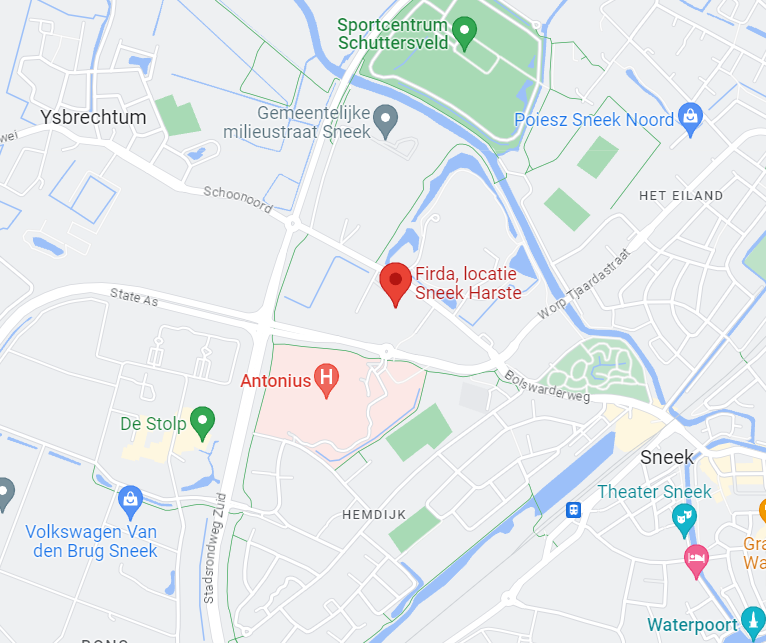 Sportcentrum
Schuttersveld
Ysbrechtum
Gemeentelijke
milieustraat Sneek
Poiesz Sneek Noord
wei
Schoonoord
HET EILAND
Firda, locatie
Sneek Harste
Worp Tjaardastraat
State As
Antonius
H
Bolswarderweg
De Stolp
Sneek
Theater Sneek
HEMDIJK
Volkswagen Van
den Brug Sneek
Stadsrondweg Zuid
Gra
Wa
Waterpoort